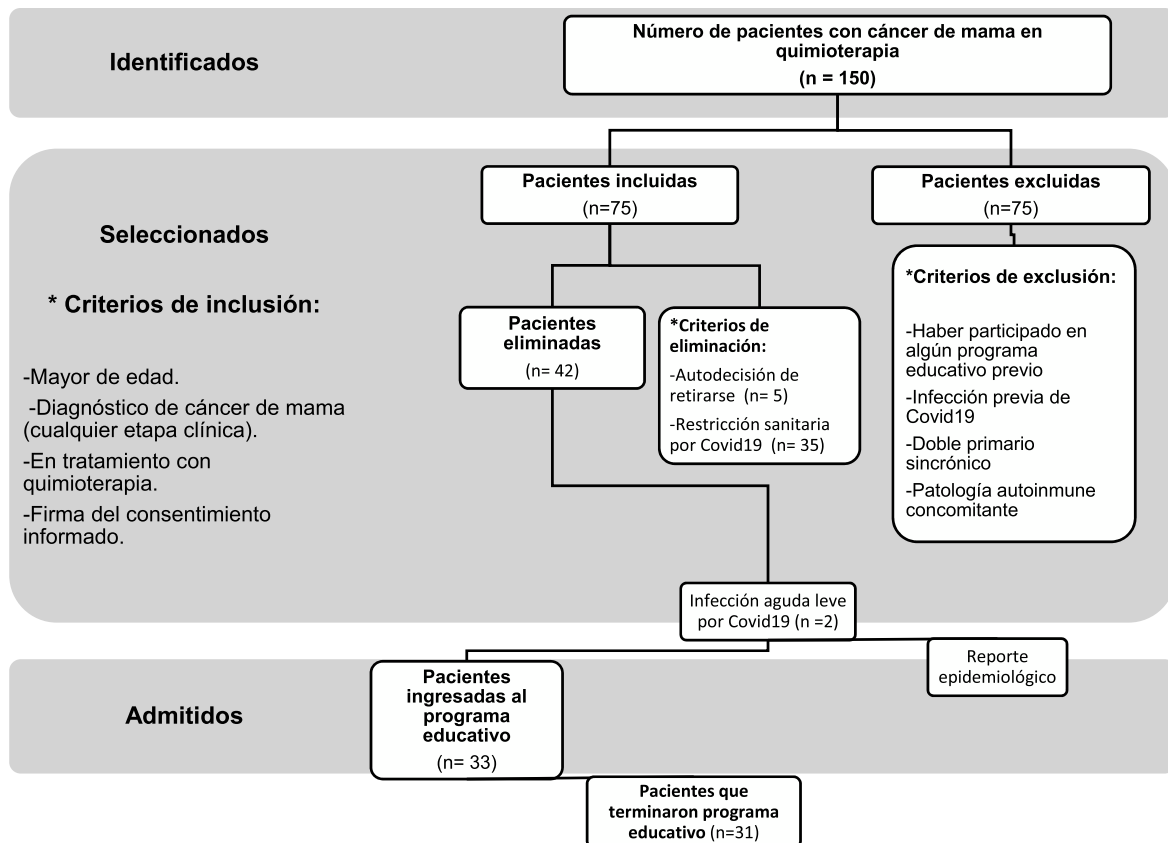 Identificados
Número de pacientes con cáncer de mama en
quimioterapia
(n = 150)
Pacientes incluidas
(n=75)
Pacientes excluidas
(n=75)
Seleccionados
* Criterios de inclusión:
-Mayor de edad.
-Diagnóstico de cáncer de mama
(cualquier etapa clínica).
-En tratamiento con
quimioterapia.
-Firma del consentimiento
informado.
Pacientes
eliminadas
(n= 42)
*Criterios de
eliminación:
-Autodecisión de
retirarse (n= 5)
-Restricción sanitaria
por Covid19 (n= 35)
*Criterios de exclusión:
-Haber participado en
algún programa
educativo previo
-Infección previa de
Covid19
-Doble primario
sincrónico
-Patología autoinmune
concomitante
Infección aguda leve
por Covid19 (n =2)
Reporte
epidemiológico
Admitidos
Pacientes
ingresadas al
programa
educativo
(n= 33)
Pacientes que
terminaron programa
educativo (n=31)